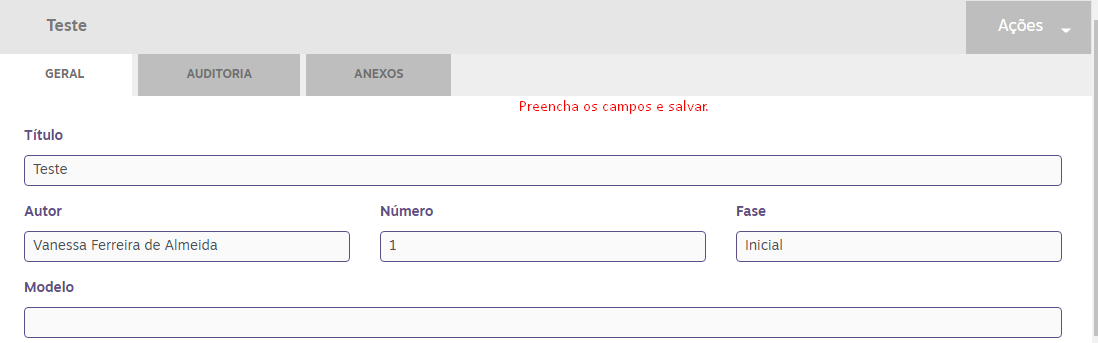 Teste
Ações
GERAL
AUDITORIA
ANEXOS
Preencha os campos e salvar.
Título
Teste
Autor
Número
Fase
Vanessa Ferreira de Almeida
1
Inicial
Modelo